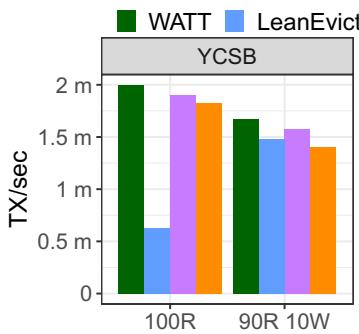 WATT LeanEvict
YCSB
TX/sec
2 m
1.5 m
1 m
0.5 m
0
100R
90R 10W